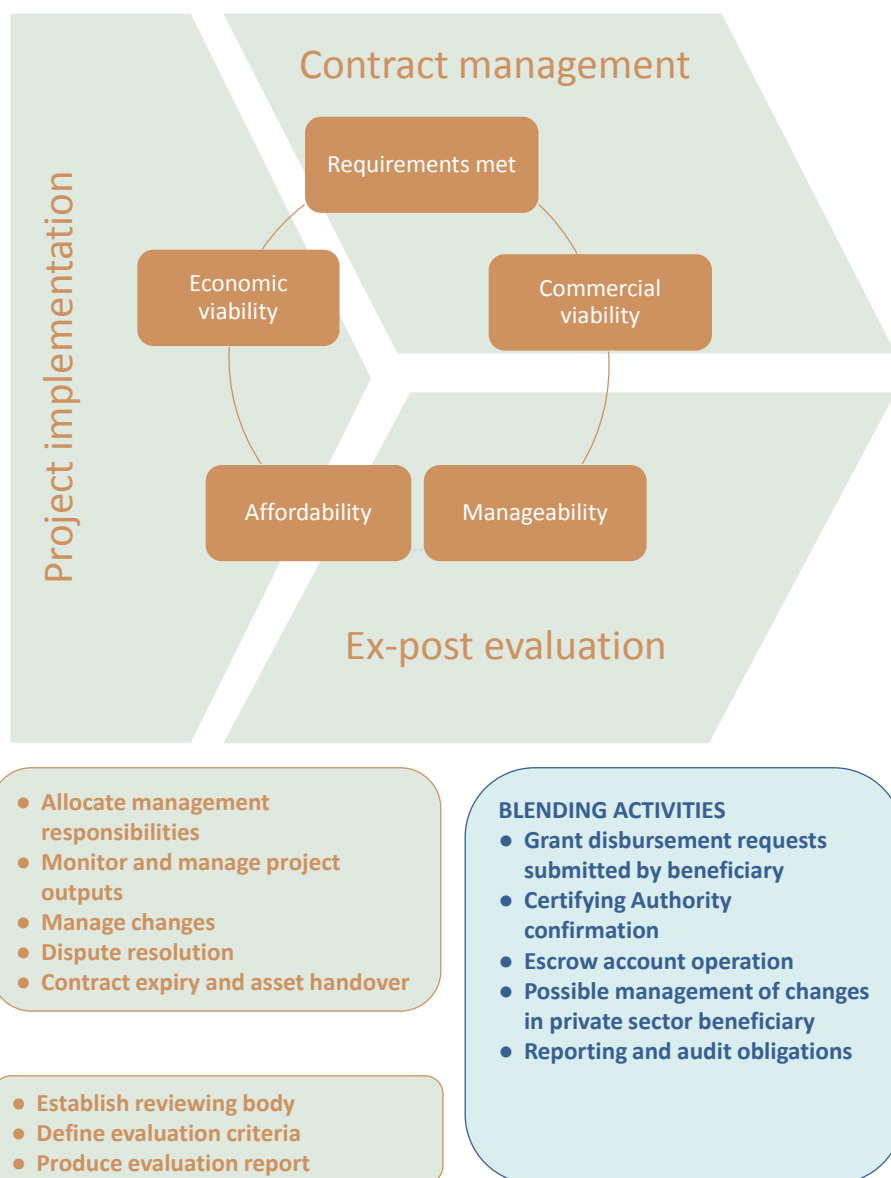 Contract management
Requirements met
Project implementation
Economic
viability
Commercial
viability
Affordability
Manageability
Ex-post evaluation
● Allocate management
responsibilities
● Monitor and manage project
outputs
● Manage changes
● Dispute resolution
● Contract expiry and asset handover
BLENDING ACTIVITIES
● Grant disbursement requests
submitted by beneficiary
● Certifying Authority
confirmation
● Escrow account operation
● Possible management of changes
in private sector beneficiary
● Reporting and audit obligations
● Establish reviewing body
● Define evaluation criteria
● Produce evaluation report